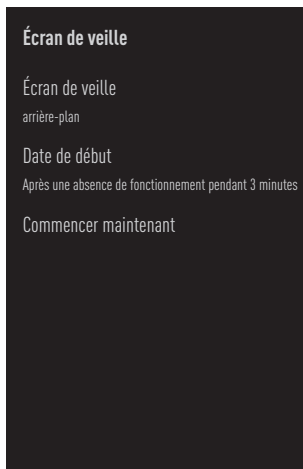 Écran de veille
Écran de veille
arrière-plan
Date de début
Après une absence de fonctionnement pendant 3 minutes
Commencer maintenant